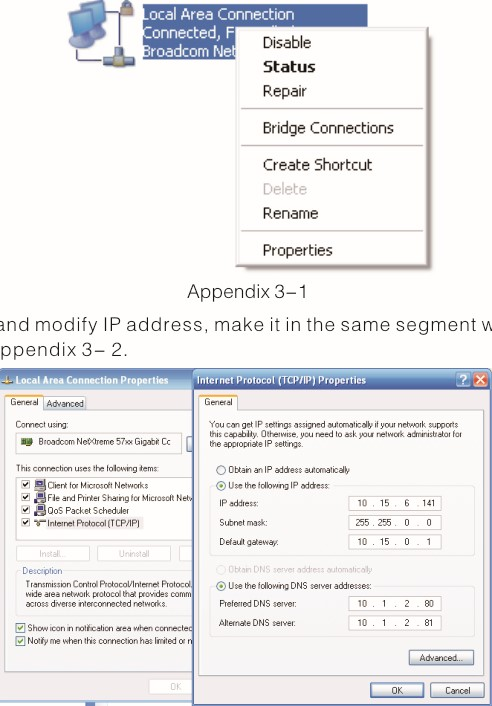 Local Area Connection
Connected, F
Broadcom Net
Disable
Status
Repair
Bridge Connections
Create Shortcut
Delete
Rename
Properties
Appendix 3-1
and modify IP address, make it in the same segment w
ppendix 3- 2.
Local Area Connection Properties
General Advanced
Connect using:
Broadcom NetXtreme 57xx Gigabit Cc
This connection uses the following items:
Client for Microsoft Networks
File and Printer Sharing for Microsoft Netw
QoS Packet Scheduler
Internet Protocol (TCP/IP)
Install... Uninstall
Description
Transmission Control Protocol/Internet Protocol.
wide area network protocol that provides comm
across diverse interconnected networks.
Show icon in notification area when connected
Notify me when this connection has limited or n
OK
Internet Protocol (TCP/IP) Properties
General
You can get IP settings assigned automatically if your network supports
this capability. Otherwise, you need to ask your network administrator for
the appropriate IP settings.
Obtain an IP address automatically
Use the following IP address:
IP address: 10 . 15 . 6 . 141
Subnet mask: 255 . 255 . 0 . 0
Default gateway: 10 . 15 . 0 . 1
Obtain DNS server address automatically
Use the following DNS server addresses:
Preferred DNS server: 10 . 1 . 2 . 80
Alternate DNS server: 10 . 1 . 2 . 81
Advanced...
OK Cancel